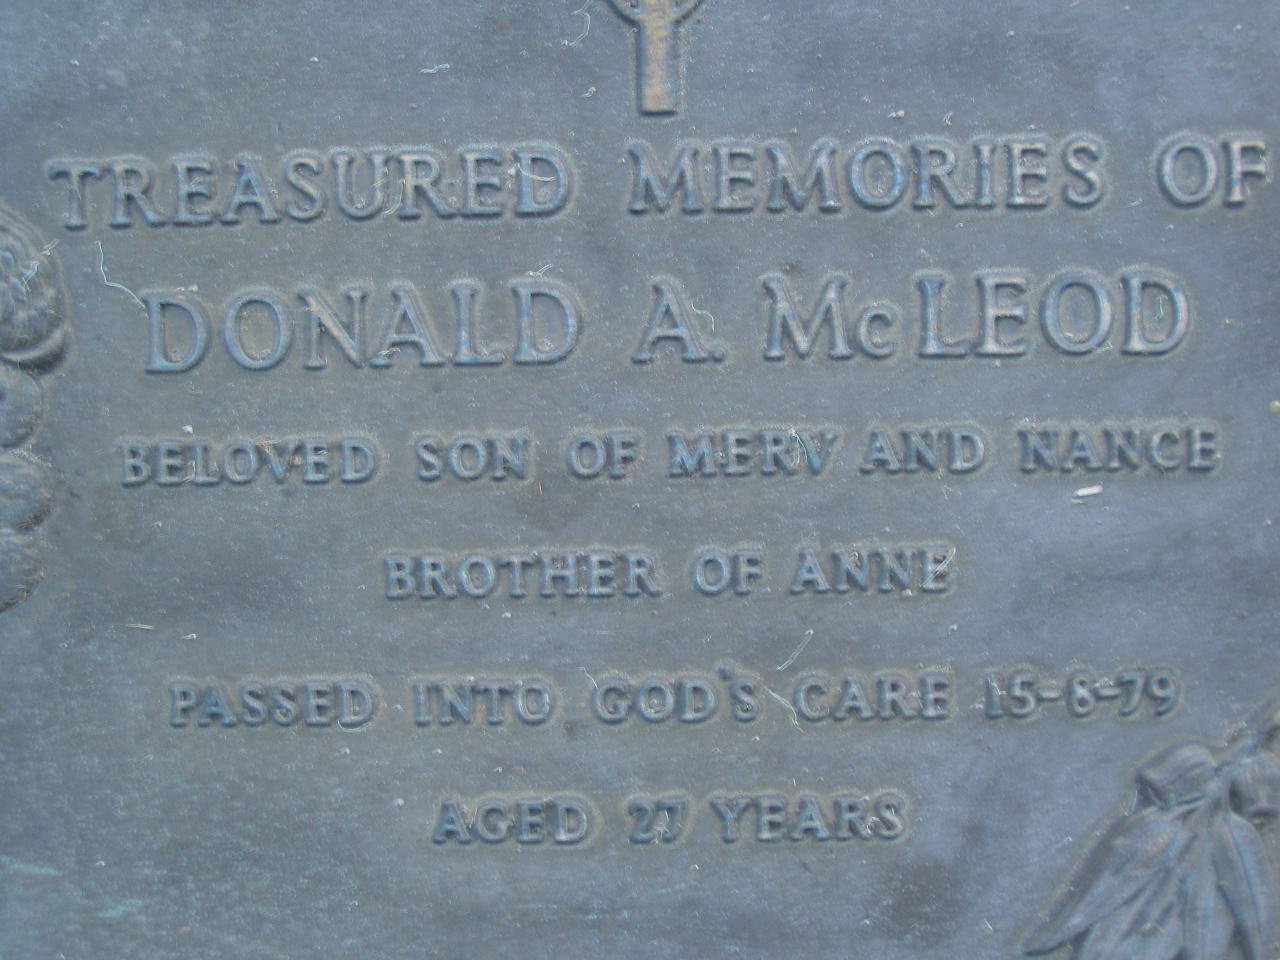 TREASURED MEMORIES OF
DONALD A. McLEOD
BELOVED SON OF MERV AND NANCE
BROTHER OF ANNE
PASSED INTO GOD'S CARE 15-8-79
AGED 27 YEARS